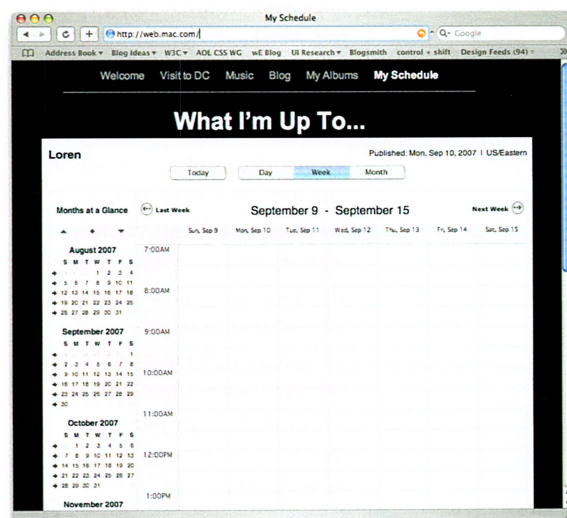 My Schedule
http://web.mac.com/
Google
Address Book Blog Ideas W3C AOL CSS WG wE Blog UI Research Blogsmith control + shift Design Feeds (94)
Welcome Visit to DC Music Blog My Albums My Schedule
What I'm Up To...
Loren
Published: Mon, Sep 10, 2007 | US/Eastern
Today Day Week Month
Months at a Glance
Last Week
September 9 - September 15
Next Week
Sun, Sep 9 Mon, Sep 10 Tue, Sep 11 Wed, Sep 12 Thu, Sep 13 Fri, Sep 14 Sat, Sep 15
August 2007
S M T W T F S
1 2 3 4
5 6 7 8 9 10 11
12 13 14 15 16 17 18
19 20 21 22 23 24 25
26 27 28 29 30 31
September 2007
S M T W T F S
1
2 3 4 5 6 7 8
9 10 11 12 13 14 15
16 17 18 19 20 21 22
23 24 25 26 27 28 29
30
October 2007
S M T W T F S
1 2 3 4 5 6
7 8 9 10 11 12 13
14 15 16 17 18 19 20
21 22 23 24 25 26 27
28 29 30 31
November 2007
7:00AM
8:00AM
9:00AM
10:00AM
11:00AM
12:00PM
1:00PM